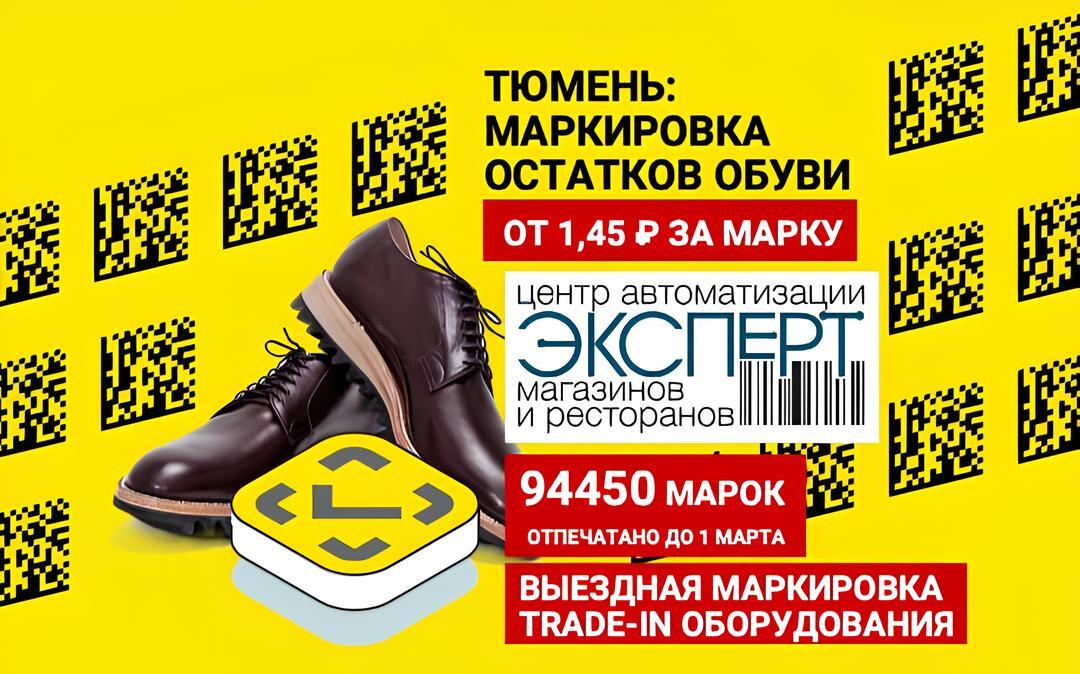 ТЮМЕНЬ:
МАРКИРОВКА
ОСТАТКОВ ОБУВИ
ОТ 1,45 ₽ ЗА МАРКУ
центр автоматизации
ЭКСПЕРТ
магазинов
и ресторанов
94450 МАРОК
ОТПЕЧАТАНО ДО 1 МАРТА
ВЫЕЗДНАЯ МАРКИРОВКА
TRADE-IN ОБОРУДОВАНИЯ